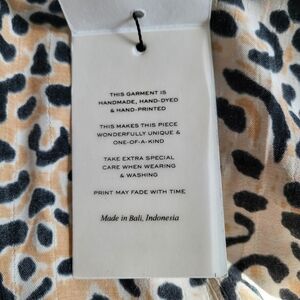 THIS GARMENT IS
HANDMADE, HAND-DYED
& HAND-PRINTED
THIS MAKES THIS PIECE
WONDERFULLY UNIQUE &
ONE-OF-A-KIND
TAKE EXTRA SPECIAL
CARE WHEN WEARING
& WASHING
PRINT MAY FADE WITH TIME
Made in Bali, Indonesia